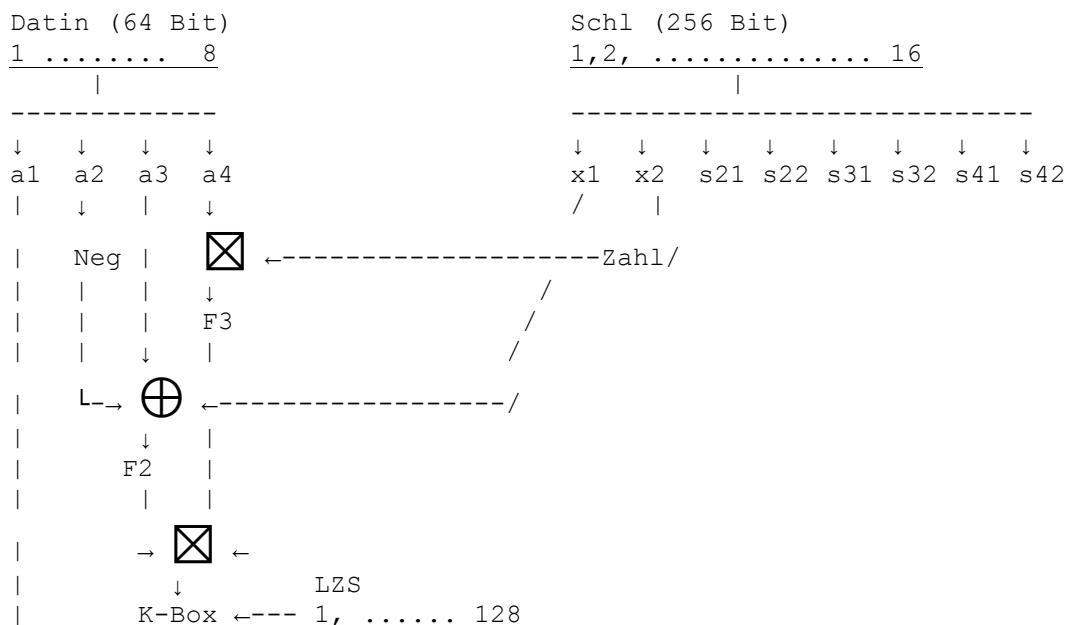 Datin (64 Bit) Schl (256 Bit)
1 ........ 8 1,2, .............. 16
|  |
------------- -----------------------------
↓ ↓ ↓ ↓ ↓ ↓ ↓ ↓ ↓ ↓ ↓ ↓
a1 a2 a3 a4 x1 x2 s21 s22 s31 s32 s41 s42
| ↓ | ↓ / |
| Neg | ⊠ ←--------------------Zahl/
| | | ↓ /
| | | F3 /
| | ↓ | /
| └-→ ⊕ ←------------------/
| ↓ |
| F2 |
| | |
| → ⊠ ←
| ↓ LZS
| K-Box ←--- 1, ...... 128